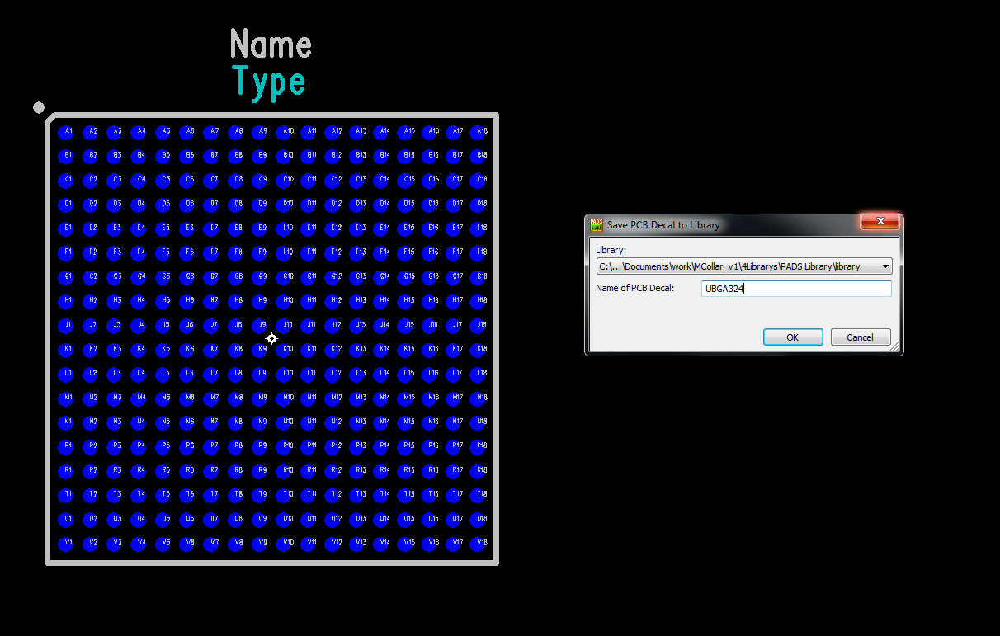 Name
Type
A1 A2 A3 A4 A5 A6 A7 A8 A9 A10 A11 A12 A13 A14 A15 A16 A17 A18
B1 B2 B3 B4 B5 B6 B7 B8 B9 B10 B11 B12 B13 B14 B15 B16 B17 B18
C1 C2 C3 C4 C5 C6 C7 C8 C9 C10 C11 C12 C13 C14 C15 C16 C17 C18
D1 D2 D3 D4 D5 D6 D7 D8 D9 D10 D11 D12 D13 D14 D15 D16 D17 D18
E1 E2 E3 E4 E5 E6 E7 E8 E9 E10 E11 E12 E13 E14 E15 E16 E17 E18
F1 F2 F3 F4 F5 F6 F7 F8 F9 F10 F11 F12 F13 F14 F15 F16 F17 F18
G1 G2 G3 G4 G5 G6 G7 G8 G9 G10 G11 G12 G13 G14 G15 G16 G17 G18
H1 H2 H3 H4 H5 H6 H7 H8 H9 H10 H11 H12 H13 H14 H15 H16 H17 H18
J1 J2 J3 J4 J5 J6 J7 J8 J9 J10 J11 J12 J13 J14 J15 J16 J17 J18
K1 K2 K3 K4 K5 K6 K7 K8 K9 K10 K11 K12 K13 K14 K15 K16 K17 K18
L1 L2 L3 L4 L5 L6 L7 L8 L9 L10 L11 L12 L13 L14 L15 L16 L17 L18
M1 M2 M3 M4 M5 M6 M7 M8 M9 M10 M11 M12 M13 M14 M15 M16 M17 M18
N1 N2 N3 N4 N5 N6 N7 N8 N9 N10 N11 N12 N13 N14 N15 N16 N17 N18
P1 P2 P3 P4 P5 P6 P7 P8 P9 P10 P11 P12 P13 P14 P15 P16 P17 P18
R1 R2 R3 R4 R5 R6 R7 R8 R9 R10 R11 R12 R13 R14 R15 R16 R17 R18
T1 T2 T3 T4 T5 T6 T7 T8 T9 T10 T11 T12 T13 T14 T15 T16 T17 T18
U1 U2 U3 U4 U5 U6 U7 U8 U9 U10 U11 U12 U13 U14 U15 U16 U17 U18
V1 V2 V3 V4 V5 V6 V7 V8 V9 V10 V11 V12 V13 V14 V15 V16 V17 V18
PADS Save PCB Decal to Library
Library:
C:\...\Documents\work\MCollar_v1\4Librarys\PADS Library\library
Name of PCB Decal: UBGA324
OK Cancel